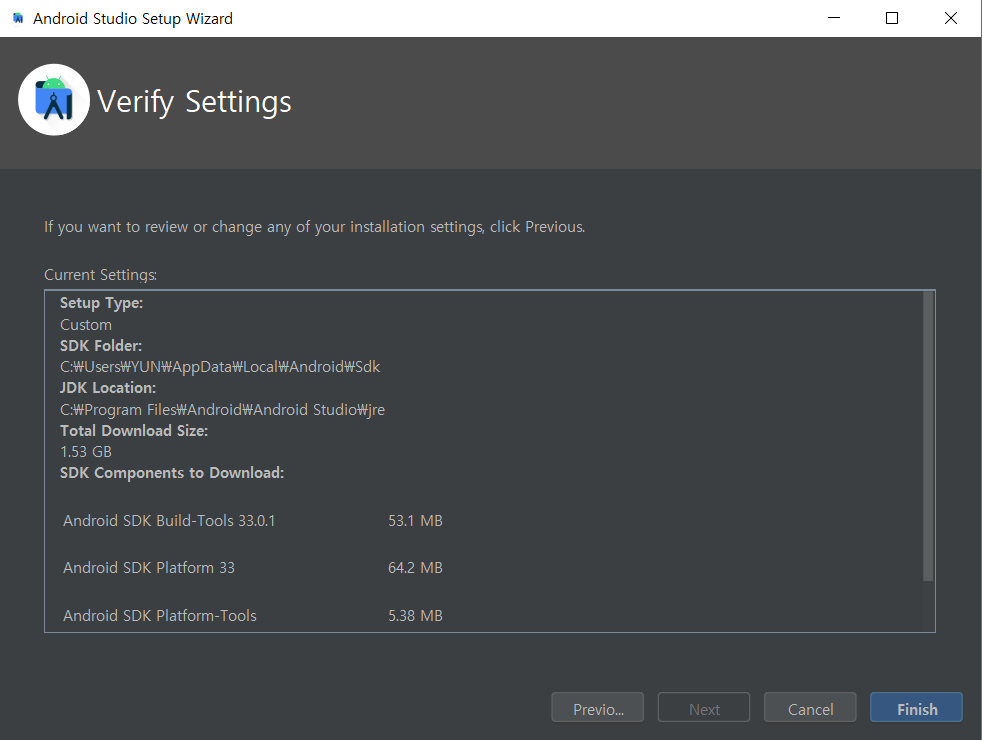 Android Studio Setup Wizard
Verify Settings
If you want to review or change any of your installation settings, click Previous.
Current Settings:
Setup Type:
Custom
SDK Folder:
C:₩Users₩YUN₩AppData₩Local₩Android₩Sdk
JDK Location:
C:₩Program Files₩Android₩Android Studio₩jre
Total Download Size:
1.53 GB
SDK Components to Download:
Android SDK Build-Tools 33.0.1 53.1 MB
Android SDK Platform 33 64.2 MB
Android SDK Platform-Tools 5.38 MB
Previo... Next Cancel Finish